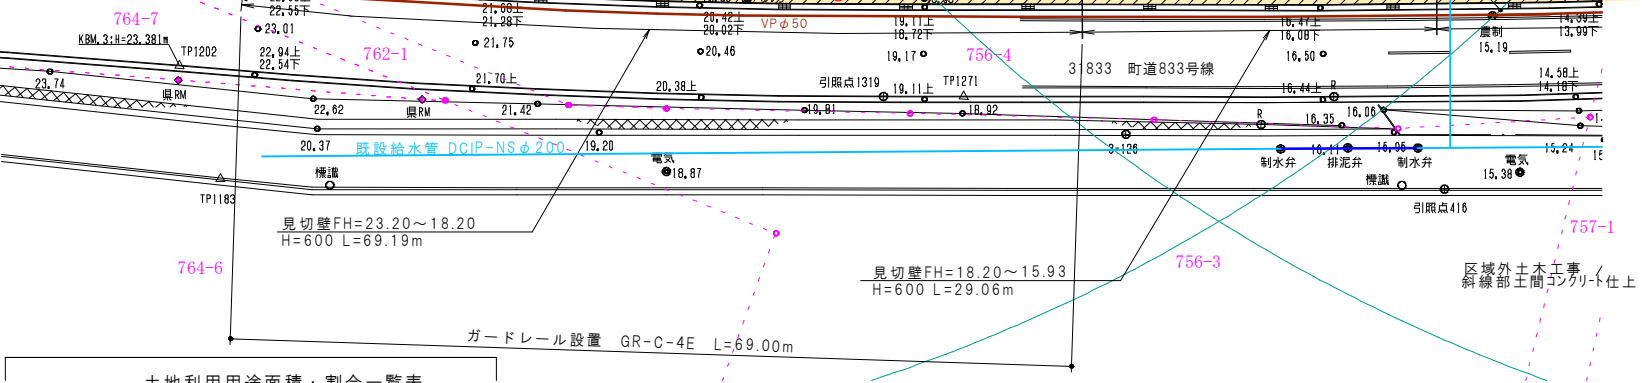 764-7
22.55下
21.68上
21.28下
20.42上
20.02下
VPφ50
19.11上
18.72下
16.47上
16.08下
14.39上
13.99下
農制
15.19
23.01
KBM.3:H=23.381m
TP1202
762-1
21.75
20.46
19.17
756-4
16.50
22.94上
22.54下
31833 町道833号線
23.74
県RM
21.70上
20.38上
引照点1319
19.11上
TP1271
16.44上
R
14.58上
14.18下
22.62
県RM
21.42
19.81
18.92
R
16.35
16.06
20.37
既設給水管 DCIP-NSφ200
19.20
3-126
制水弁
排泥弁
16.05
制水弁
15.24
標識
電気
18.87
電気
15.38
標識
TP1183
引照点416
見切壁FH=23.20～18.20
H=600 L=69.19m
757-1
764-6
756-3
見切壁FH=18.20～15.93
H=600 L=29.06m
区域外土木工事
斜線部土間コンクリート仕上
ガードレール設置 GR-C-4E L=69.00m
土地利用用途面積・割合一覧表